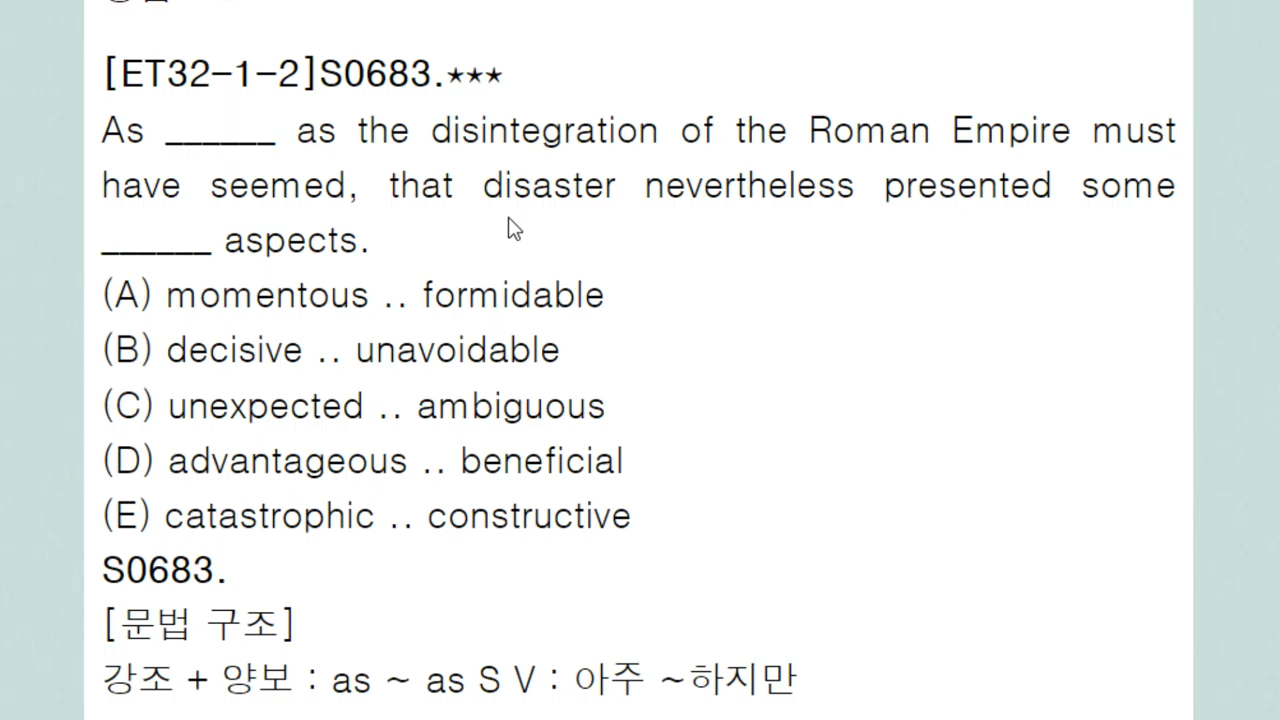 [ET32-1-2]S0683.★★★
As ______ as the disintegration of the Roman Empire must
have seemed, that disaster nevertheless presented some
______ aspects.
(A) momentous .. formidable
(B) decisive .. unavoidable
(C) unexpected .. ambiguous
(D) advantageous .. beneficial
(E) catastrophic .. constructive
S0683.
[문법 구조]
강조 + 양보 : as ~ as S V : 아주 ~하지만